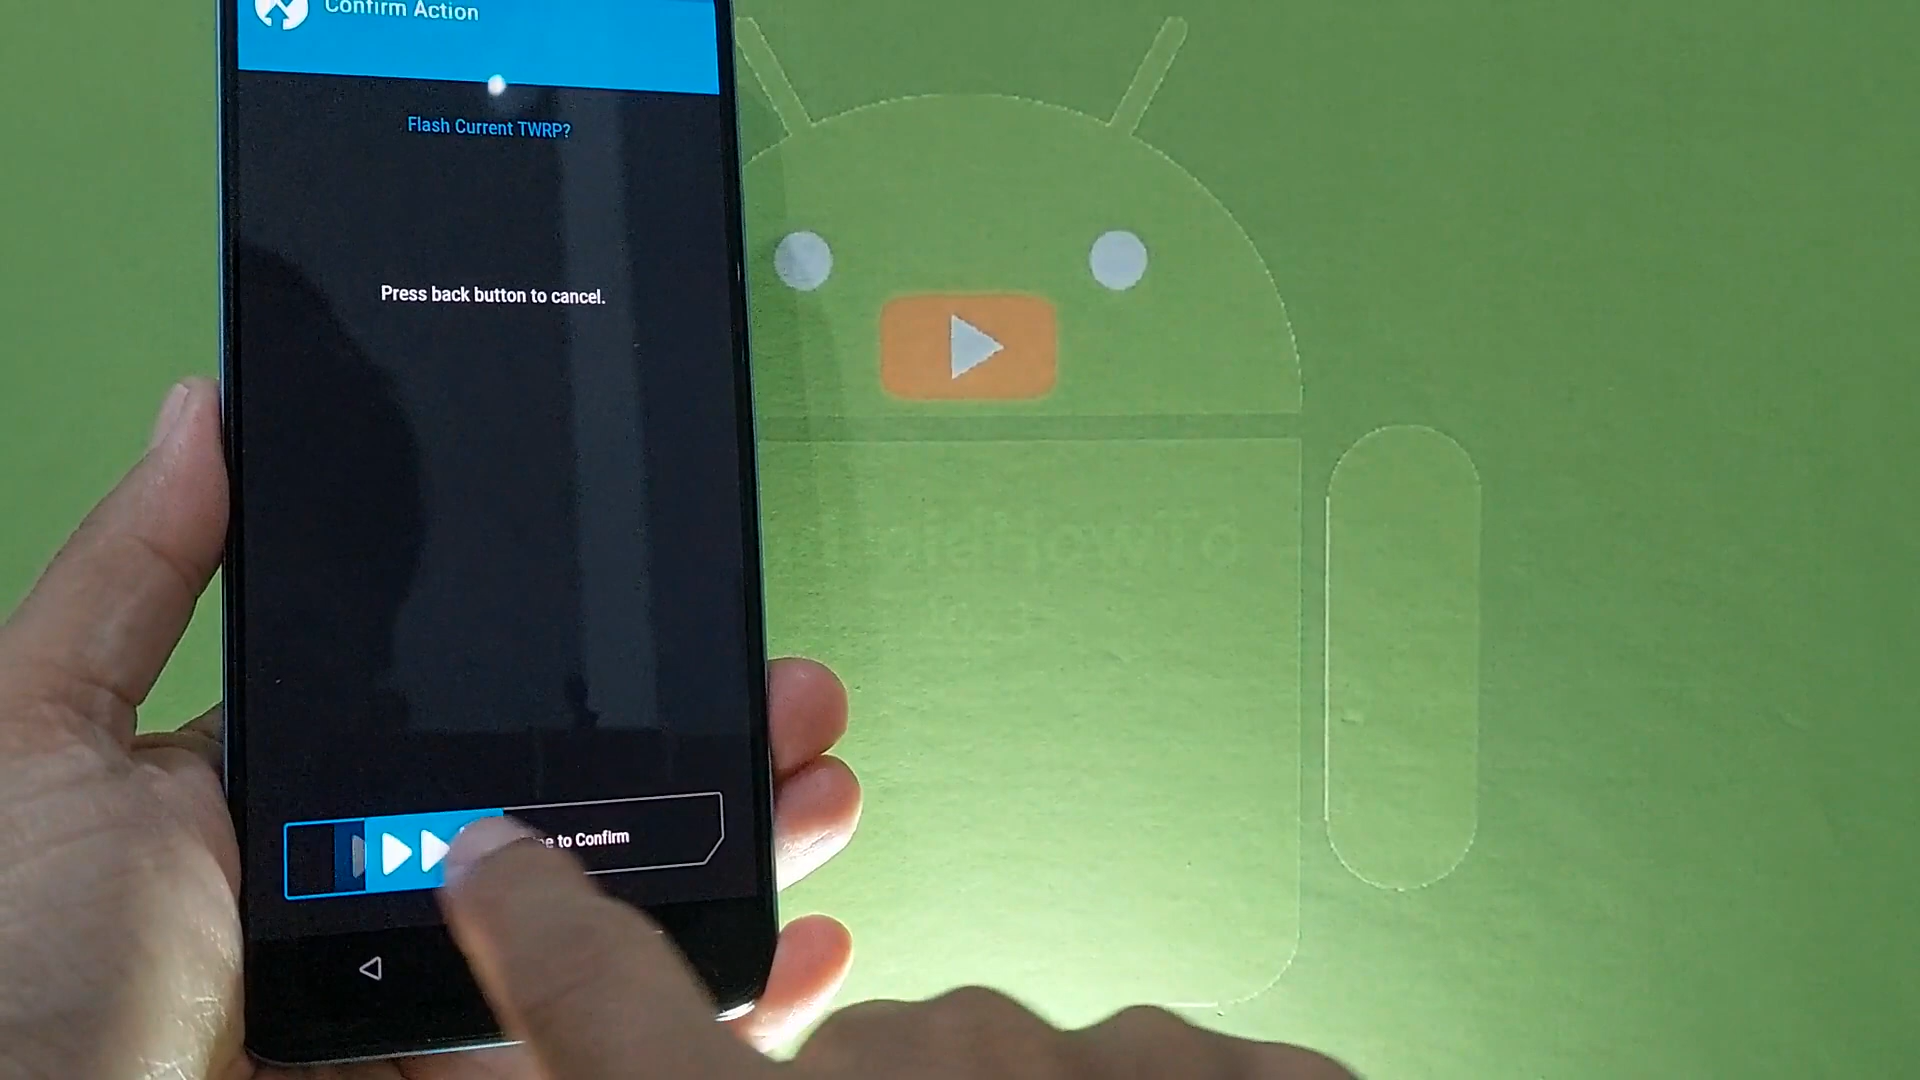 Confirm Action
Flash Current TWRP?
Press back button to cancel.
to Confirm